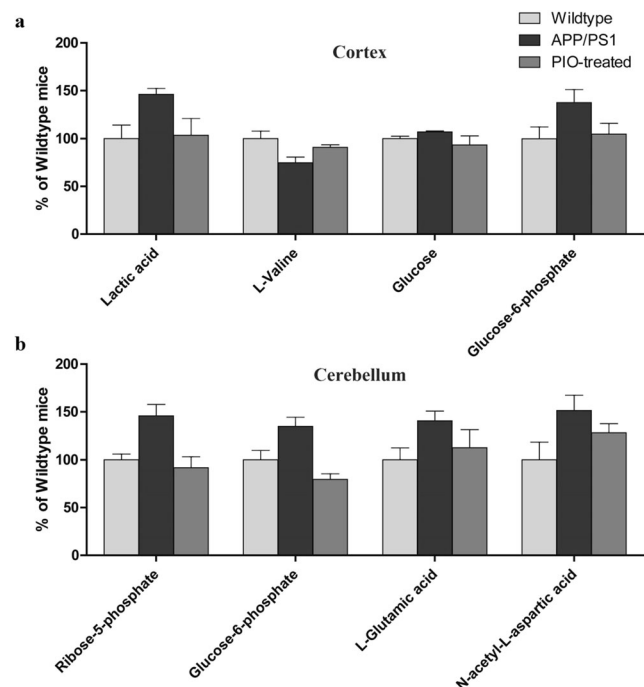 a
Wildtype
APP/PS1
PIO-treated
Cortex
% of Wildtype mice
200
150
100
50
0
Lactic acid
L-Valine
Glucose
Glucose-6-phosphate
b
Cerebellum
% of Wildtype mice
200
150
100
50
0
Ribose-5-phosphate
Glucose-6-phosphate
L-Glutamic acid
N-acetyl-L-aspartic acid